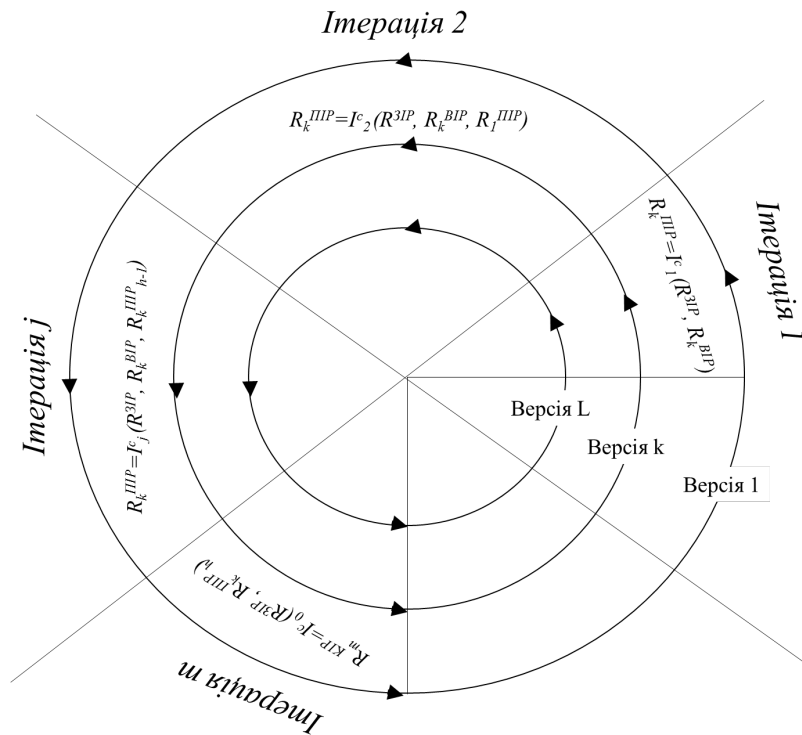 Ітерація 2
R_k^ПІР=I^c_2(R^ЗІР, R_k^ВІР, R_1^ПІР)
Ітерація 1
R_k^ПІР=I^c_1(R^ЗІР, R_k^ВІР)
Ітерація j
R_k^ПІР=I^c_j(R^ЗІР, R_k^ВІР, R_k^ПІР_h-1)
Версія L
Версія k
Версія 1
R_m^КІР=I^c_0(R^ЗІР, R_k^ПІР_h)
Ітерація m